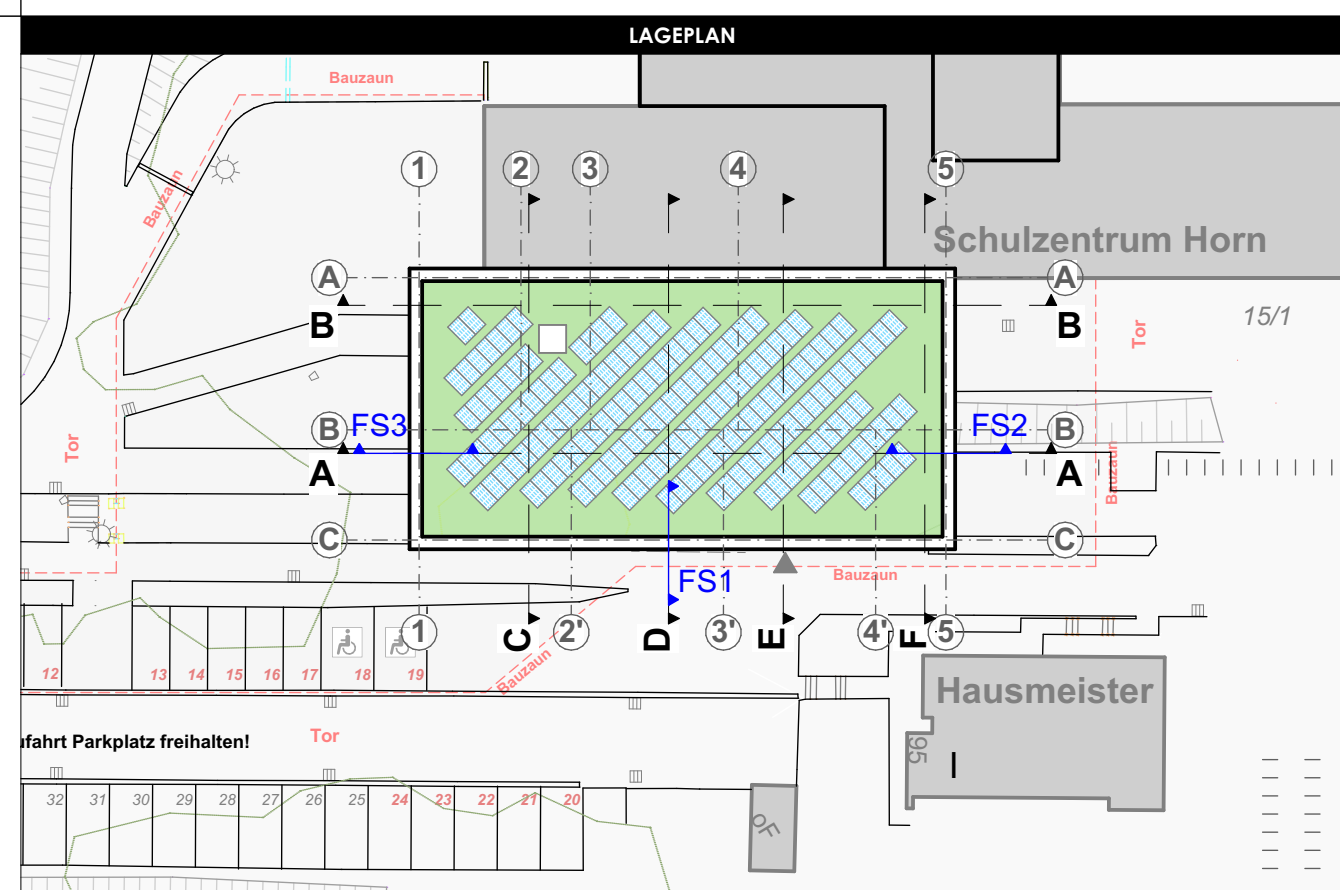 LAGEPLAN
Bauzaun
Bauzaun
1
2
3
4
5
Schulzentrum Horn
A
A
B
B
15/1
Tor
Tor
B
FS3
FS2
B
A
A
Bauzaun
C
C
FS1
Bauzaun
1
C
2'
D
3'
E
4'
F
5
Bauzaun
12
13
14
15
16
17
18
19
Hausmeister
ufahrt Parkplatz freihalten!
Tor
95
I
32
31
30
29
28
27
26
25
24
23
22
21
20
oF